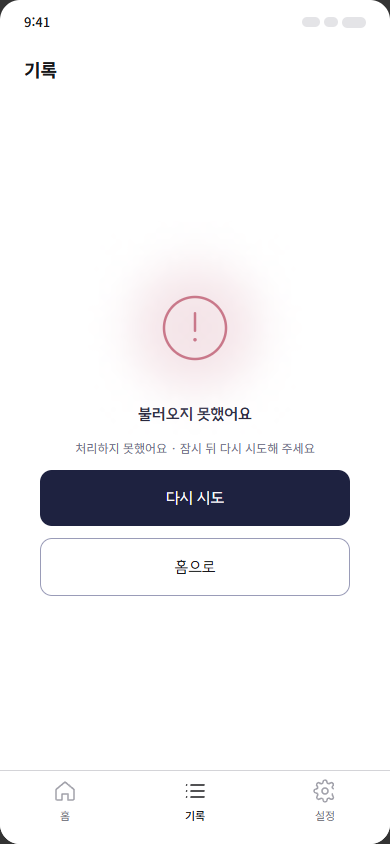 9:41
기록
불러오지 못했어요
처리하지 못했어요 · 잠시 뒤 다시 시도해 주세요
다시 시도
홈으로
홈
기록
설정